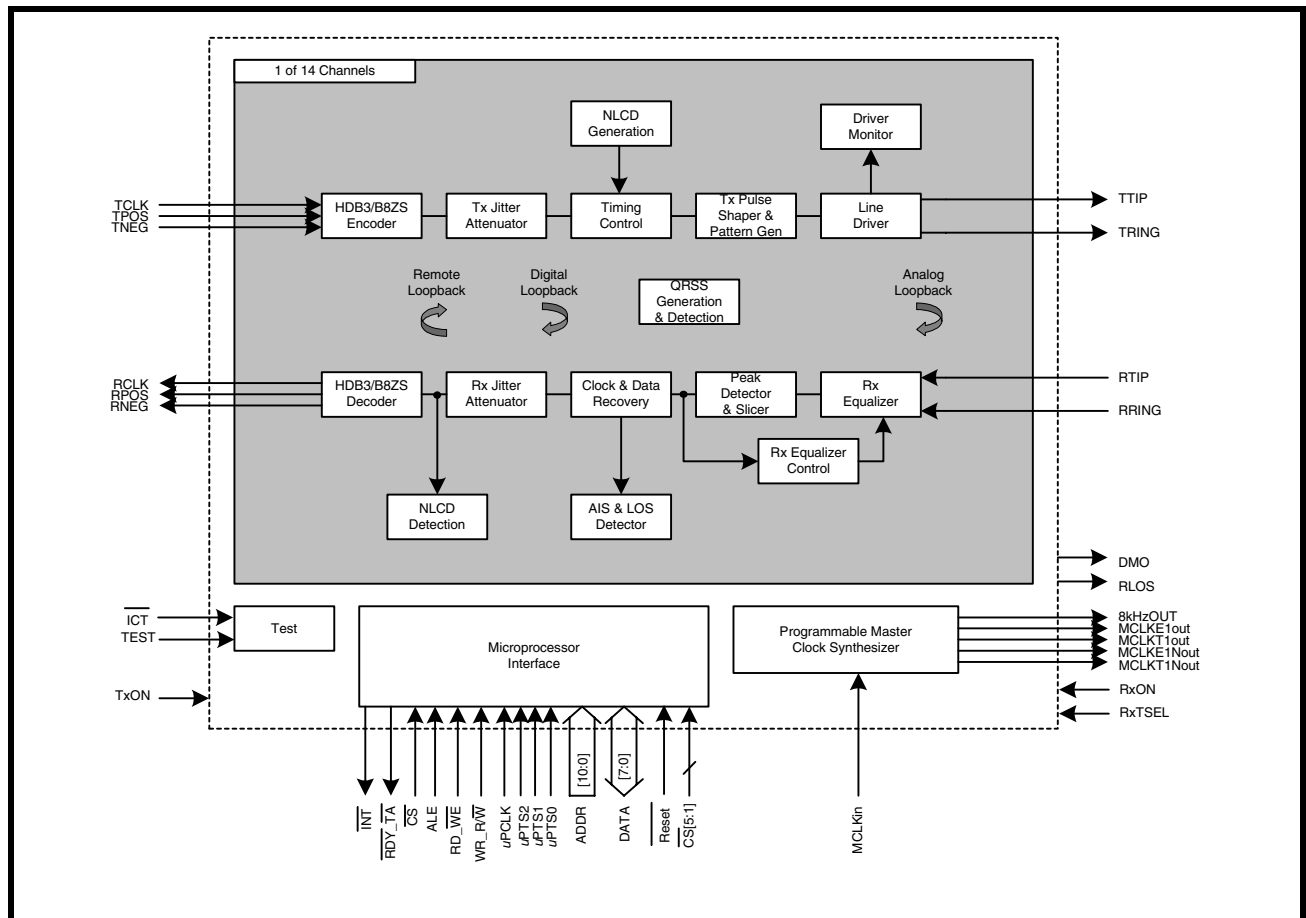 1 of 14 Channels
NLCD
Generation
Driver
Monitor
TCLK
TPOS
TNEG
HDB3/B8ZS
Encoder
Tx Jitter
Attenuator
Timing
Control
Tx Pulse
Shaper &
Pattern Gen
Line
Driver
TTIP
TRING
Remote
Loopback
Digital
Loopback
QRSS
Generation
& Detection
Analog
Loopback
RCLK
RPOS
RNEG
HDB3/B8ZS
Decoder
Rx Jitter
Attenuator
Clock & Data
Recovery
Peak
Detector
& Slicer
Rx
Equalizer
RTIP
RRING
Rx Equalizer
Control
NLCD
Detection
AIS & LOS
Detector
DMO
RLOS
ICT
TEST
Test
Microprocessor
Interface
Programmable Master
Clock Synthesizer
8kHzOUT
MCLKE1out
MCLKT1out
MCLKE1Nout
MCLKT1Nout
TxON
RxON
RxTSEL
[10:0]
[7:0]
INT
RDY_TA
CS
ALE
RD_WE
WR_R/W
uPCLK
uPTS2
uPTS1
uPTS0
ADDR
DATA
Reset
CS[5:1]
MCLKin